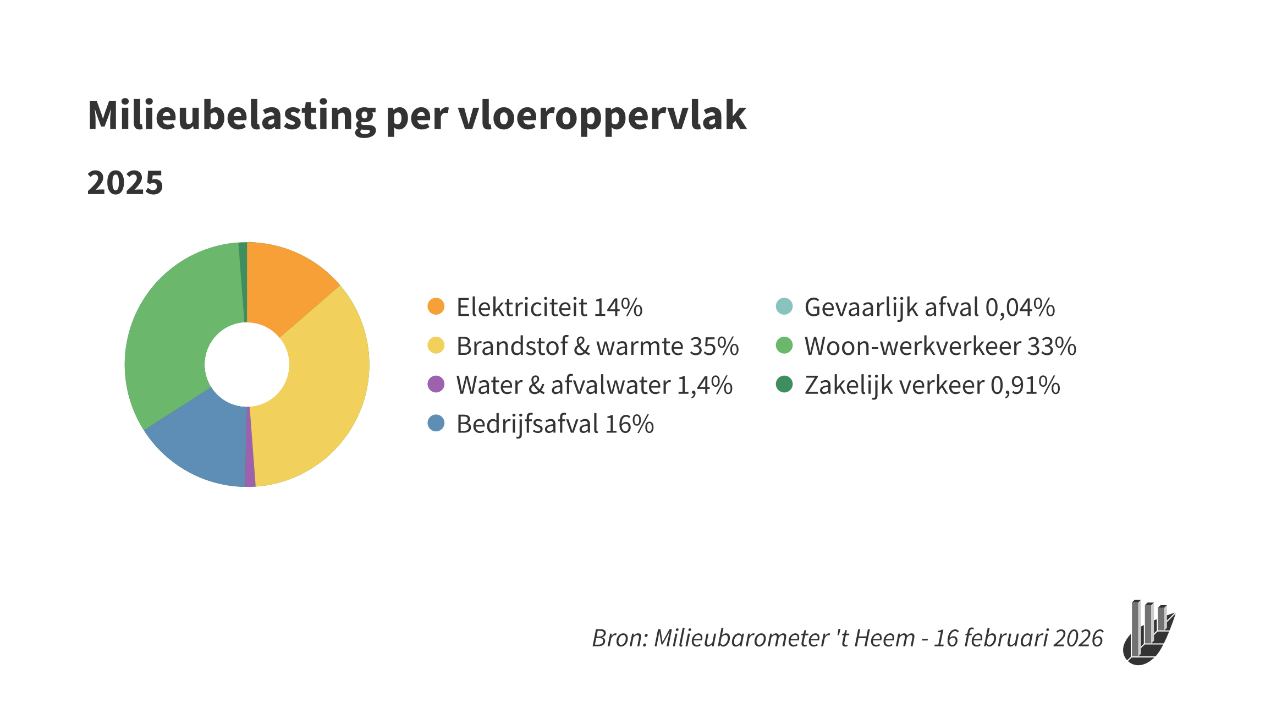 Milieubelasting per vloeroppervlak
2025
Elektriciteit 14%
Brandstof & warmte 35%
Water & afvalwater 1,4%
Bedrijfsafval 16%
Gevaarlijk afval 0,04%
Woon-werkverkeer 33%
Zakelijk verkeer 0,91%
Bron: Milieubarometer 't Heem - 16 februari 2026